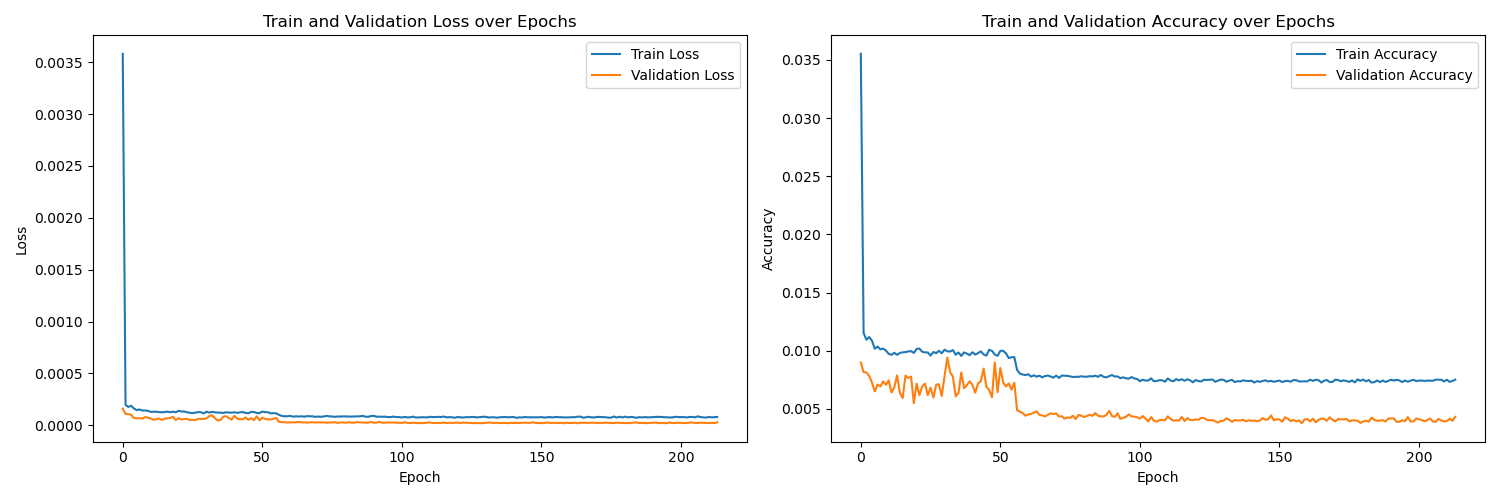 Train and Validation Loss over Epochs
Train Loss
Validation Loss
0.0035
0.0030
0.0025
0.0020
0.0015
0.0010
0.0005
0.0000
Loss
0
50
100
150
200
Epoch
Train and Validation Accuracy over Epochs
Train Accuracy
Validation Accuracy
0.035
0.030
0.025
0.020
0.015
0.010
0.005
Accuracy
0
50
100
150
200
Epoch